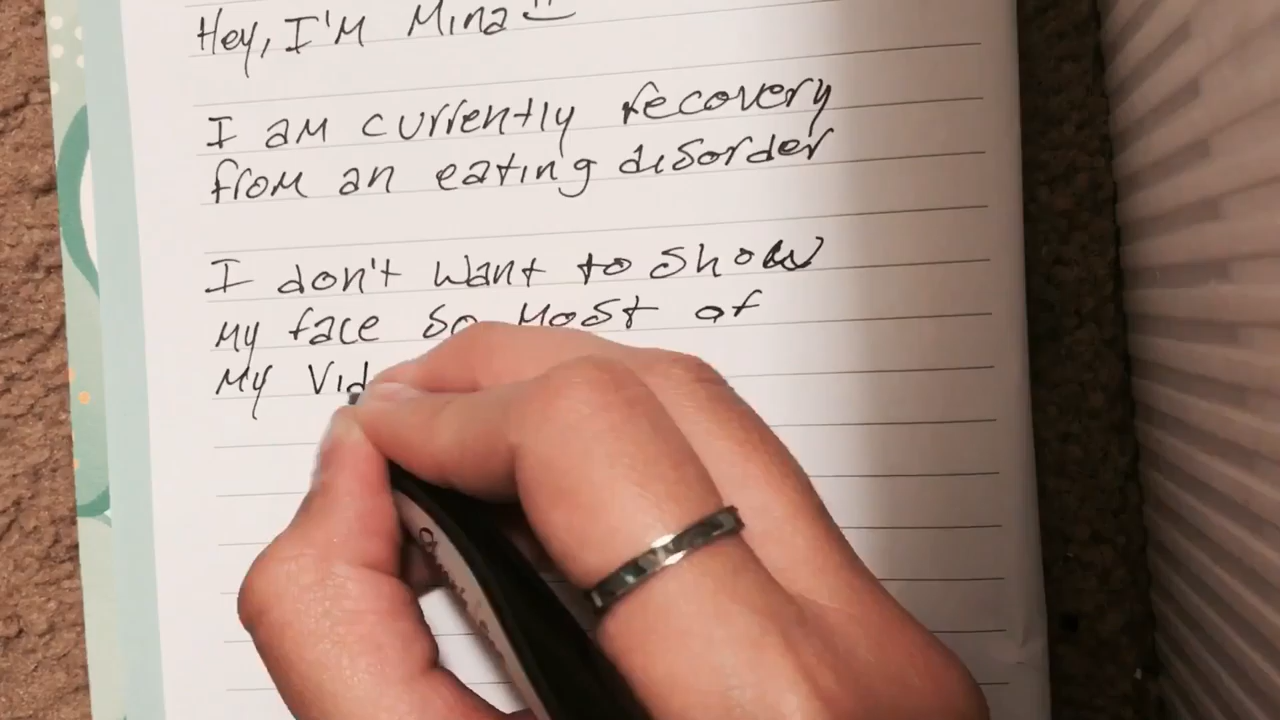 Hey, I'm Mina
I am currently recovery
from an eating disorder
I don't want to show
my face so most of
my Vid